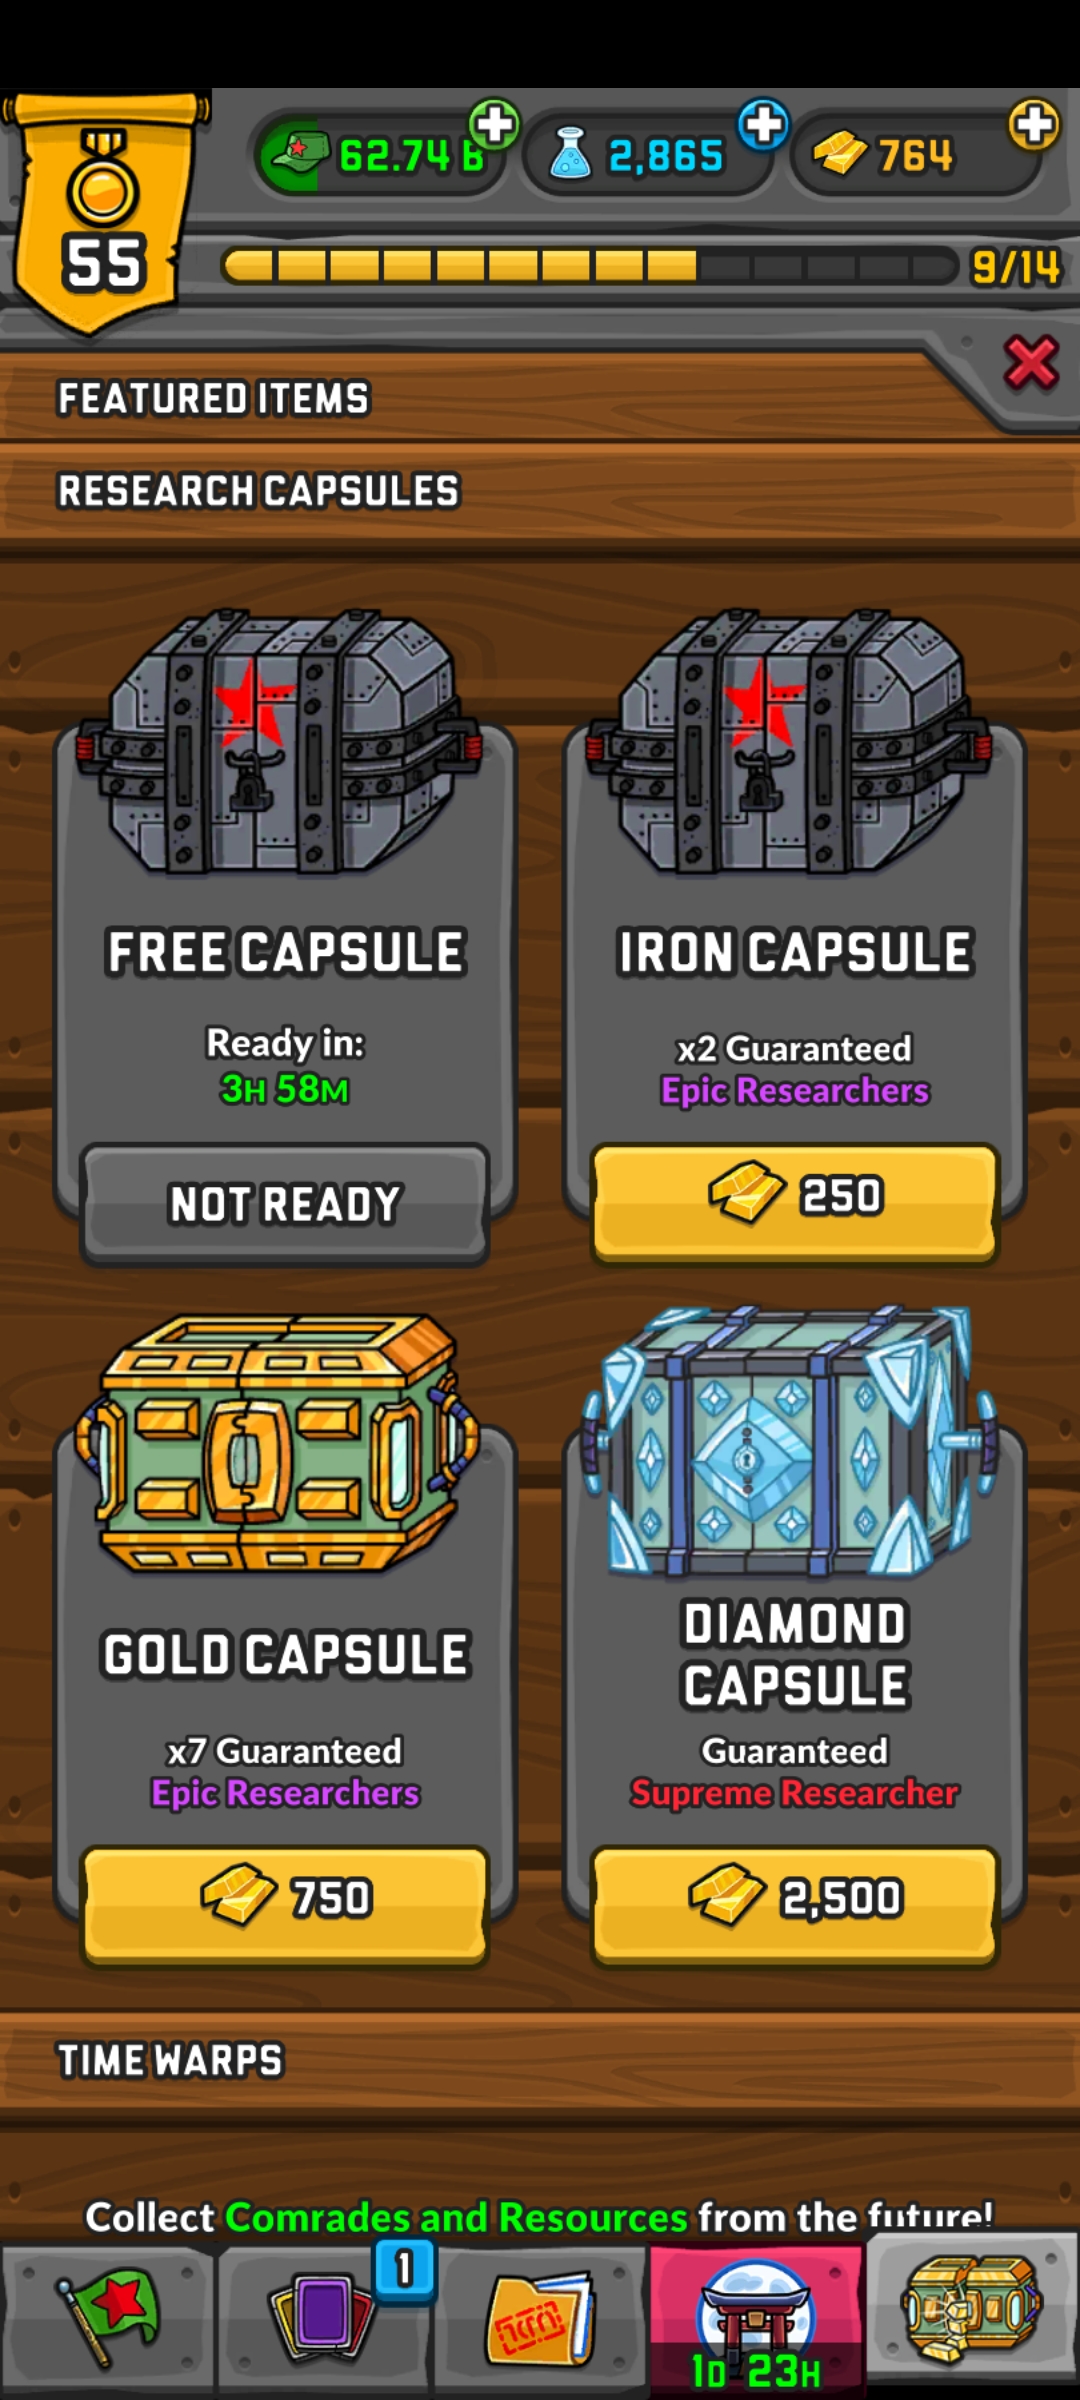 62.74 B
2,865
764
55
9/14
FEATURED ITEMS
RESEARCH CAPSULES
FREE CAPSULE
Ready in:
3H 58M
NOT READY
IRON CAPSULE
x2 Guaranteed
Epic Researchers
250
GOLD CAPSULE
x7 Guaranteed
Epic Researchers
750
DIAMOND
CAPSULE
Guaranteed
Supreme Researcher
2,500
TIME WARPS
Collect Comrades and Resources from the future!
1
1D 23H